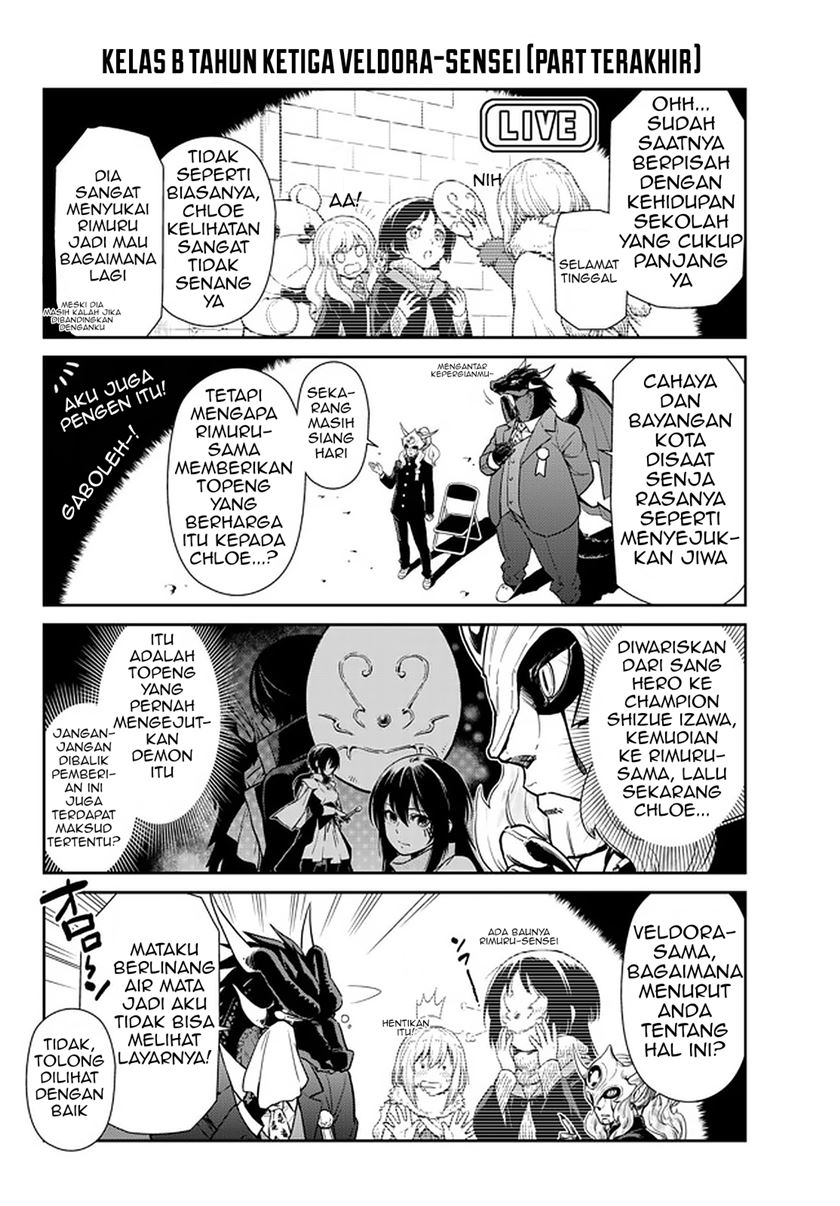 KELAS B TAHUN KETIGA VELDORA-SENSEI (PART TERAKHIR)
OHH...
SUDAH
SAATNYA
BERPISAH
DENGAN
KEHIDUPAN
SEKOLAH
YANG CUKUP
PANJANG
YA
LIVE
SELAMAT
TINGGAL
NIH
AA!
TIDAK
SEPERTI
BIASANYA,
CHLOE
KELIHATAN
SANGAT
TIDAK
SENANG
YA
DIA
SANGAT
MENYUKAI
RIMURU
JADI MAU
BAGAIMANA
LAGI
MESKI DIA
MASIH KALAH JIKA
DIBANDINGKAN
DENGANKU
CAHAYA
DAN
BAYANGAN
KOTA
DISAAT
SENJA
RASANYA
SEPERTI
MENYEJUK-
KAN JIWA
MENGANTAR
KEPERGIANMU~
SEKA-
RANG
MASIH
SIANG
HARI
TETAPI
MENGAPA
RIMURU-
SAMA
MEMBERIKAN
TOPENG
YANG
BERHARGA
ITU KEPADA
CHLOE...?
AKU JUGA
PENGEN ITU!
GABOLEH~!
DIWARISKAN
DARI SANG
HERO KE
CHAMPION
SHIZUE IZAWA,
KEMUDIAN
KE RIMURU-
SAMA, LALU
SEKARANG
CHLOE...
ITU
ADALAH
TOPENG
YANG
PERNAH
MENGEJUT-
KAN
DEMON
ITU
JANGAN-
JANGAN
DIBALIK
PEMBERI-
AN INI
JUGA
TERDAPAT
MAKSUD
TERTENTU?
VELDORA-
SAMA,
BAGAIMANA
MENURUT
ANDA
TENTANG
HAL INI?
ADA BAUNYA
RIMURU-SENSEI
HENTIKAN
ITU!
MATAKU
BERLINANG
AIR MATA
JADI AKU
TIDAK BISA
MELIHAT
LAYARNYA!
オロロ~ン
TIDAK,
TOLONG
DILIHAT
DENGAN
BAIK